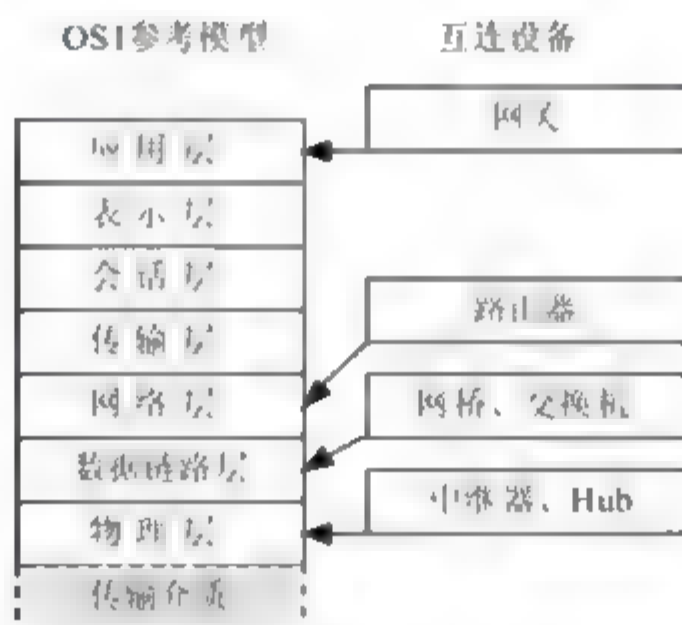 OSI参考模型
互连设备
网关
应用层
表示层
会话层
传输层
路由器
网络层
网桥、交换机
数据链路层
中继器、Hub
物理层
传输介质